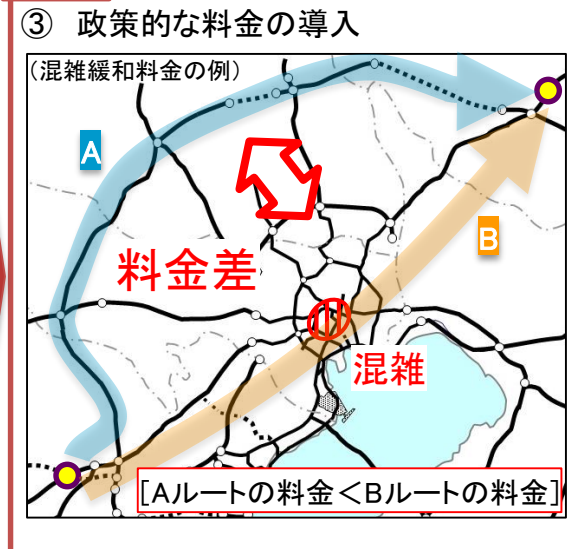 ③ 政策的な料金の導入
(混雑緩和料金の例)
A
B
料金差
混雑
[Aルートの料金＜Bルートの料金]